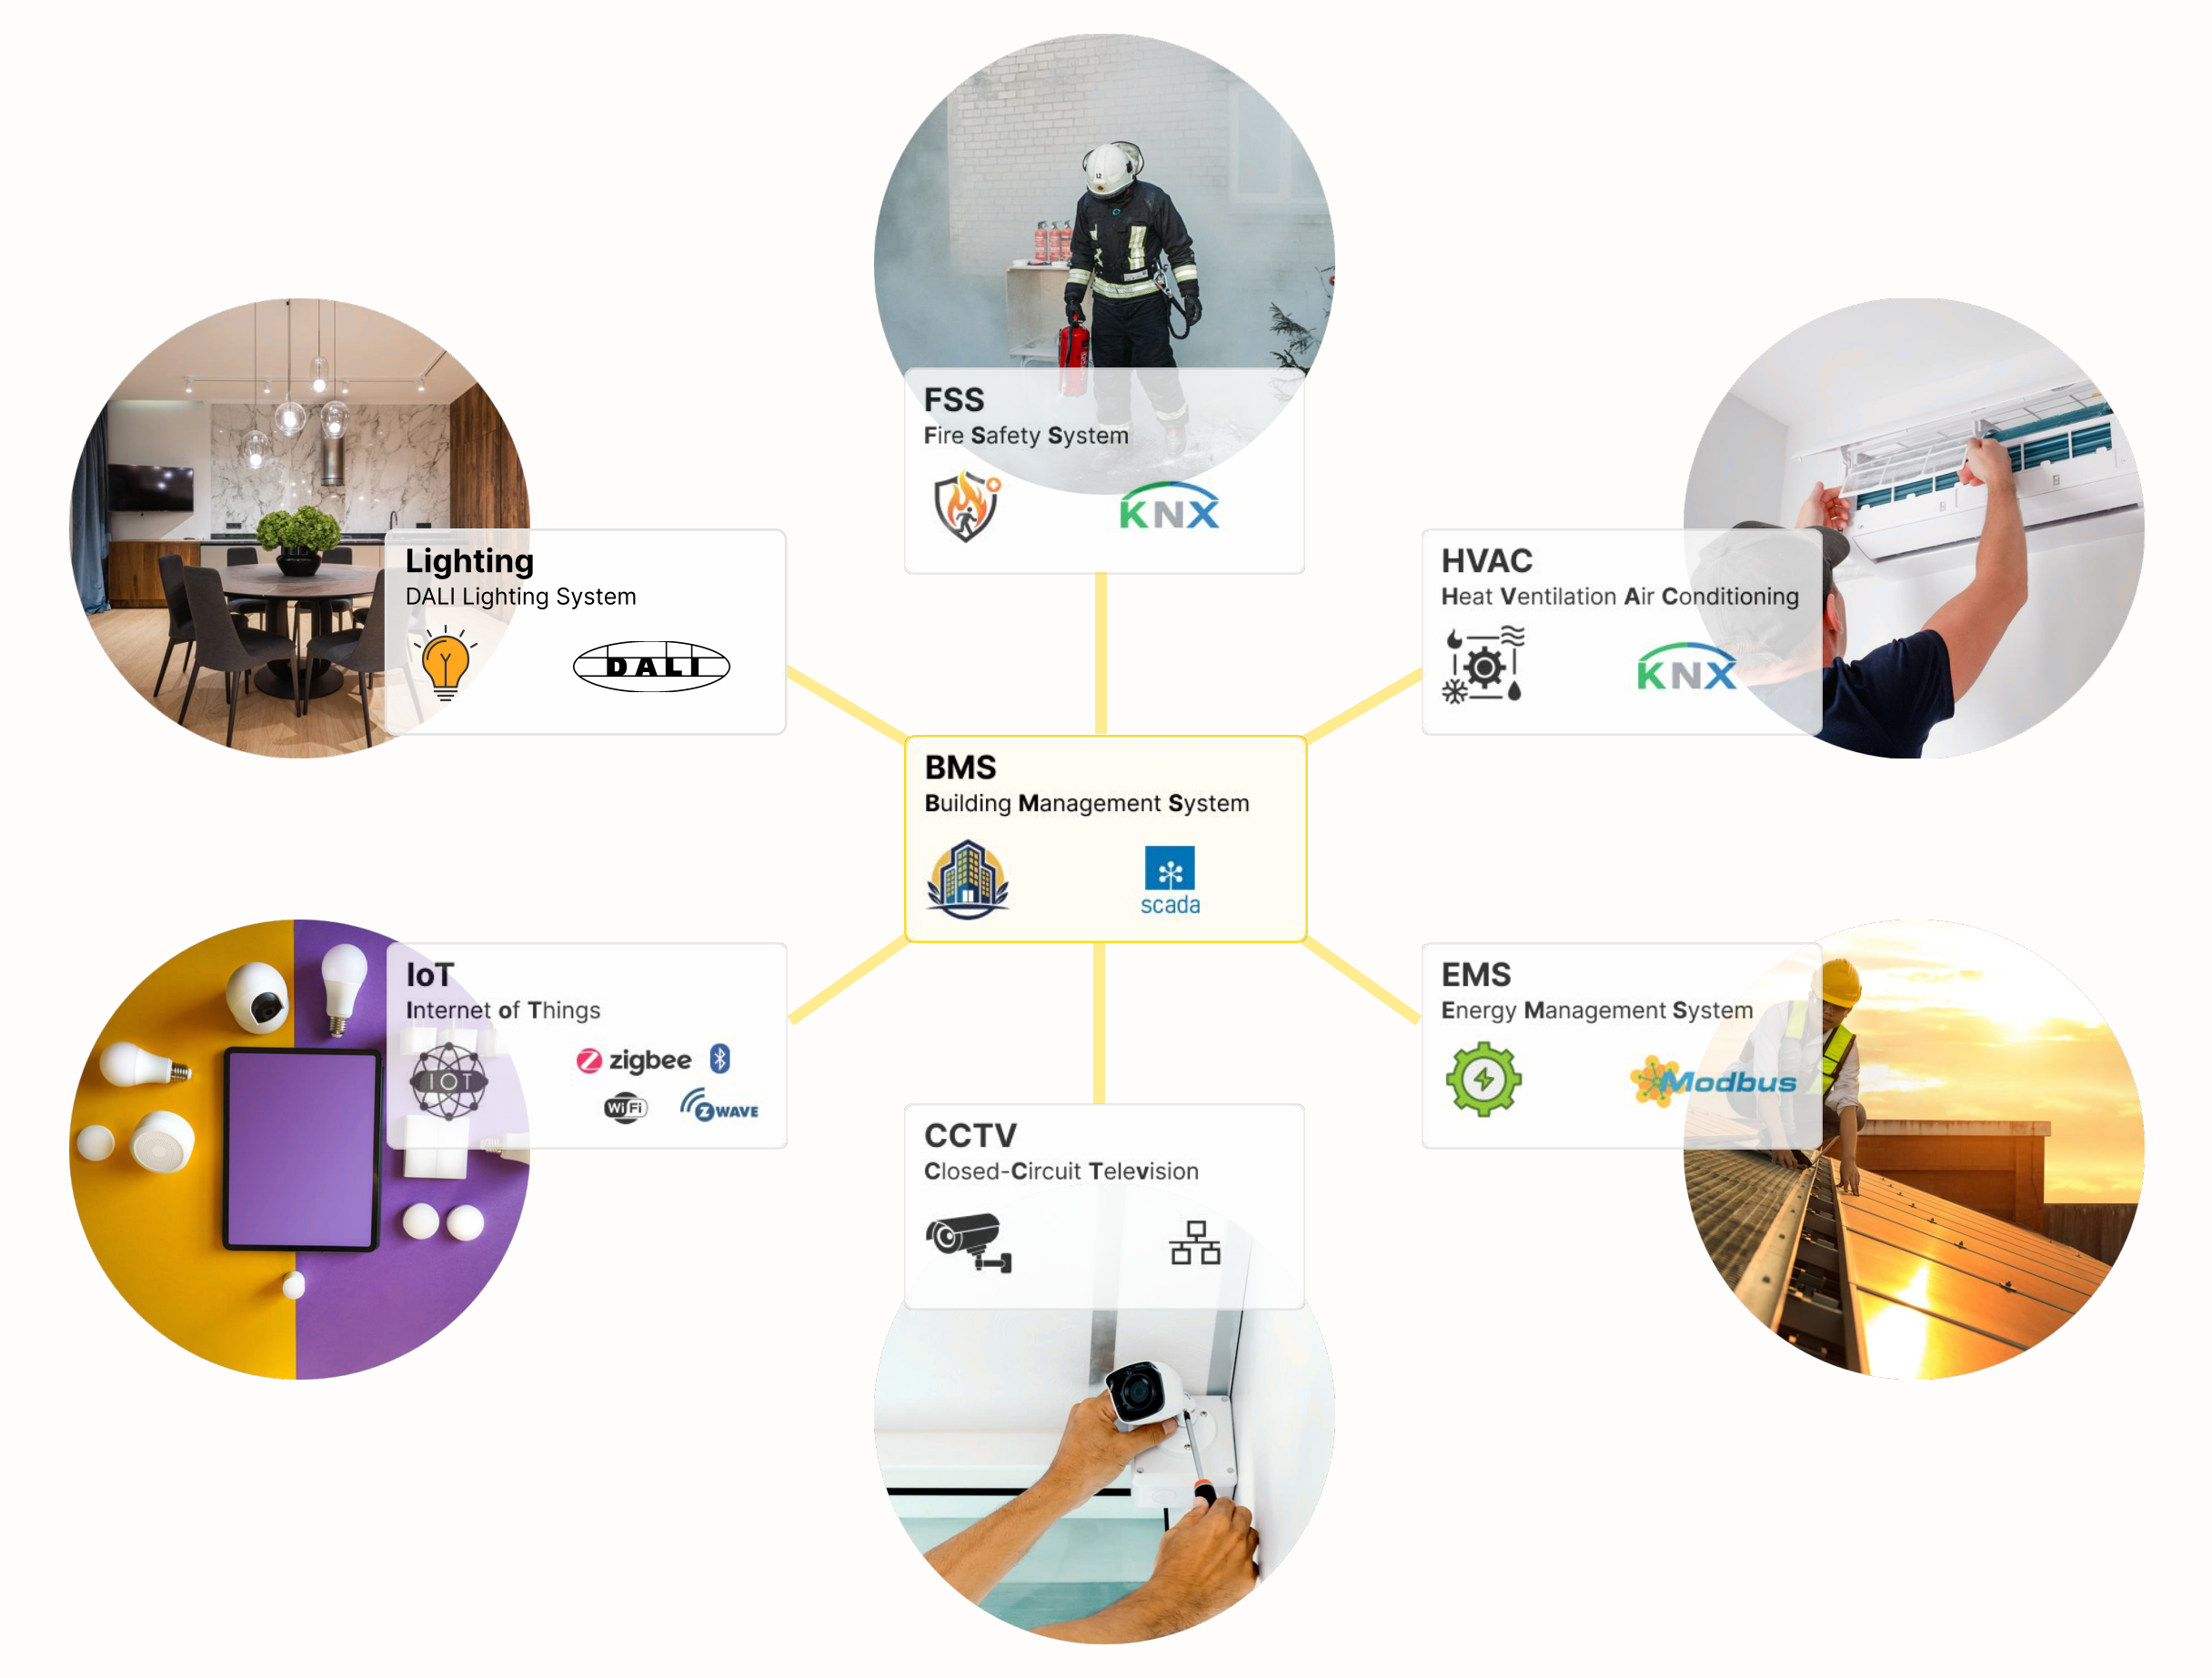 FSS
Fire Safety System
KNX
Lighting
DALI Lighting System
DALI
HVAC
Heat Ventilation Air Conditioning
KNX
BMS
Building Management System
scada
IoT
Internet of Things
IOT
zigbee
WiFi
Z WAVE
EMS
Energy Management System
Modbus
CCTV
Closed-Circuit Television